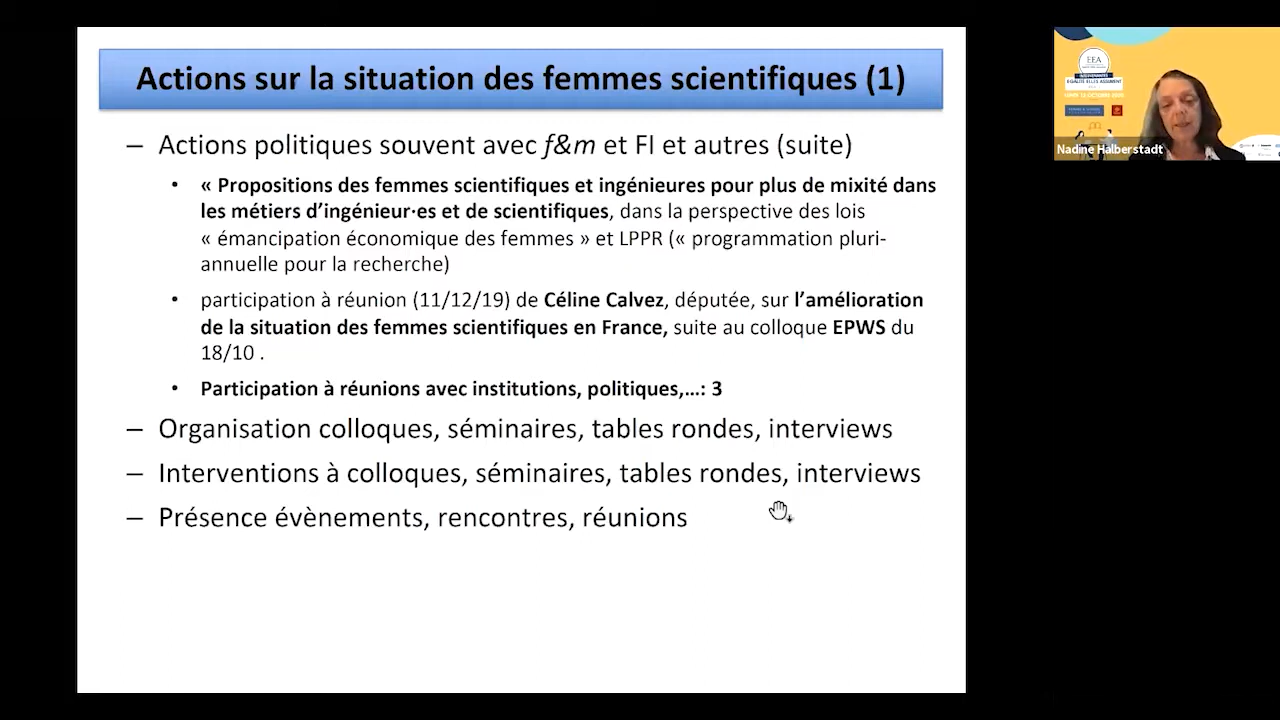 Actions sur la situation des femmes scientifiques (1)
– Actions politiques souvent avec f&m et FI et autres (suite)
• « Propositions des femmes scientifiques et ingénieures pour plus de mixité dans
les métiers d’ingénieur·es et de scientifiques, dans la perspective des lois
« émancipation économique des femmes » et LPPR (« programmation pluri-
annuelle pour la recherche)
• participation à réunion (11/12/19) de Céline Calvez, députée, sur l’amélioration
de la situation des femmes scientifiques en France, suite au colloque EPWS du
18/10 .
• Participation à réunions avec institutions, politiques,…: 3
– Organisation colloques, séminaires, tables rondes, interviews
– Interventions à colloques, séminaires, tables rondes, interviews
– Présence évènements, rencontres, réunions
EEA
Nadine Halberstadt